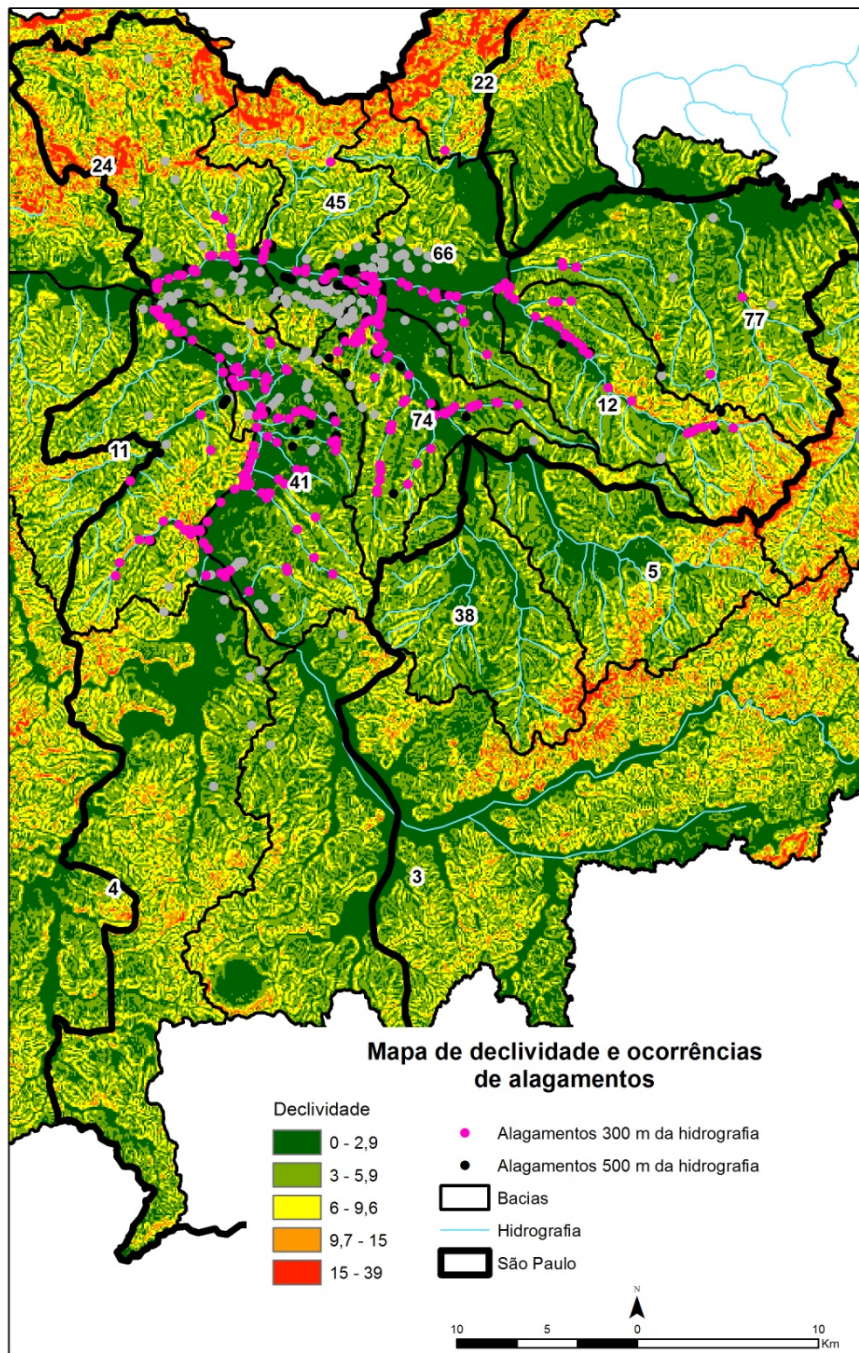 22
24
45
66
77
12
74
11
41
5
38
4
3
Mapa de declividade e ocorrências
de alagamentos
Declividade
0 - 2,9
3 - 5,9
6 - 9,6
9,7 - 15
15 - 39
Alagamentos 300 m da hidrografia
Alagamentos 500 m da hidrografia
Bacias
Hidrografia
São Paulo
N
10 5 0 10
Km